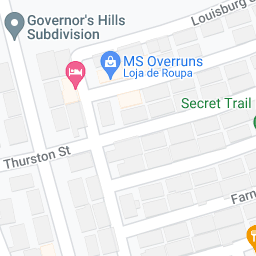 Governor's Hills
Subdivision
Louisburg
MS Overruns
Loja de Roupa
Secret Trail
Thurston St
Farn